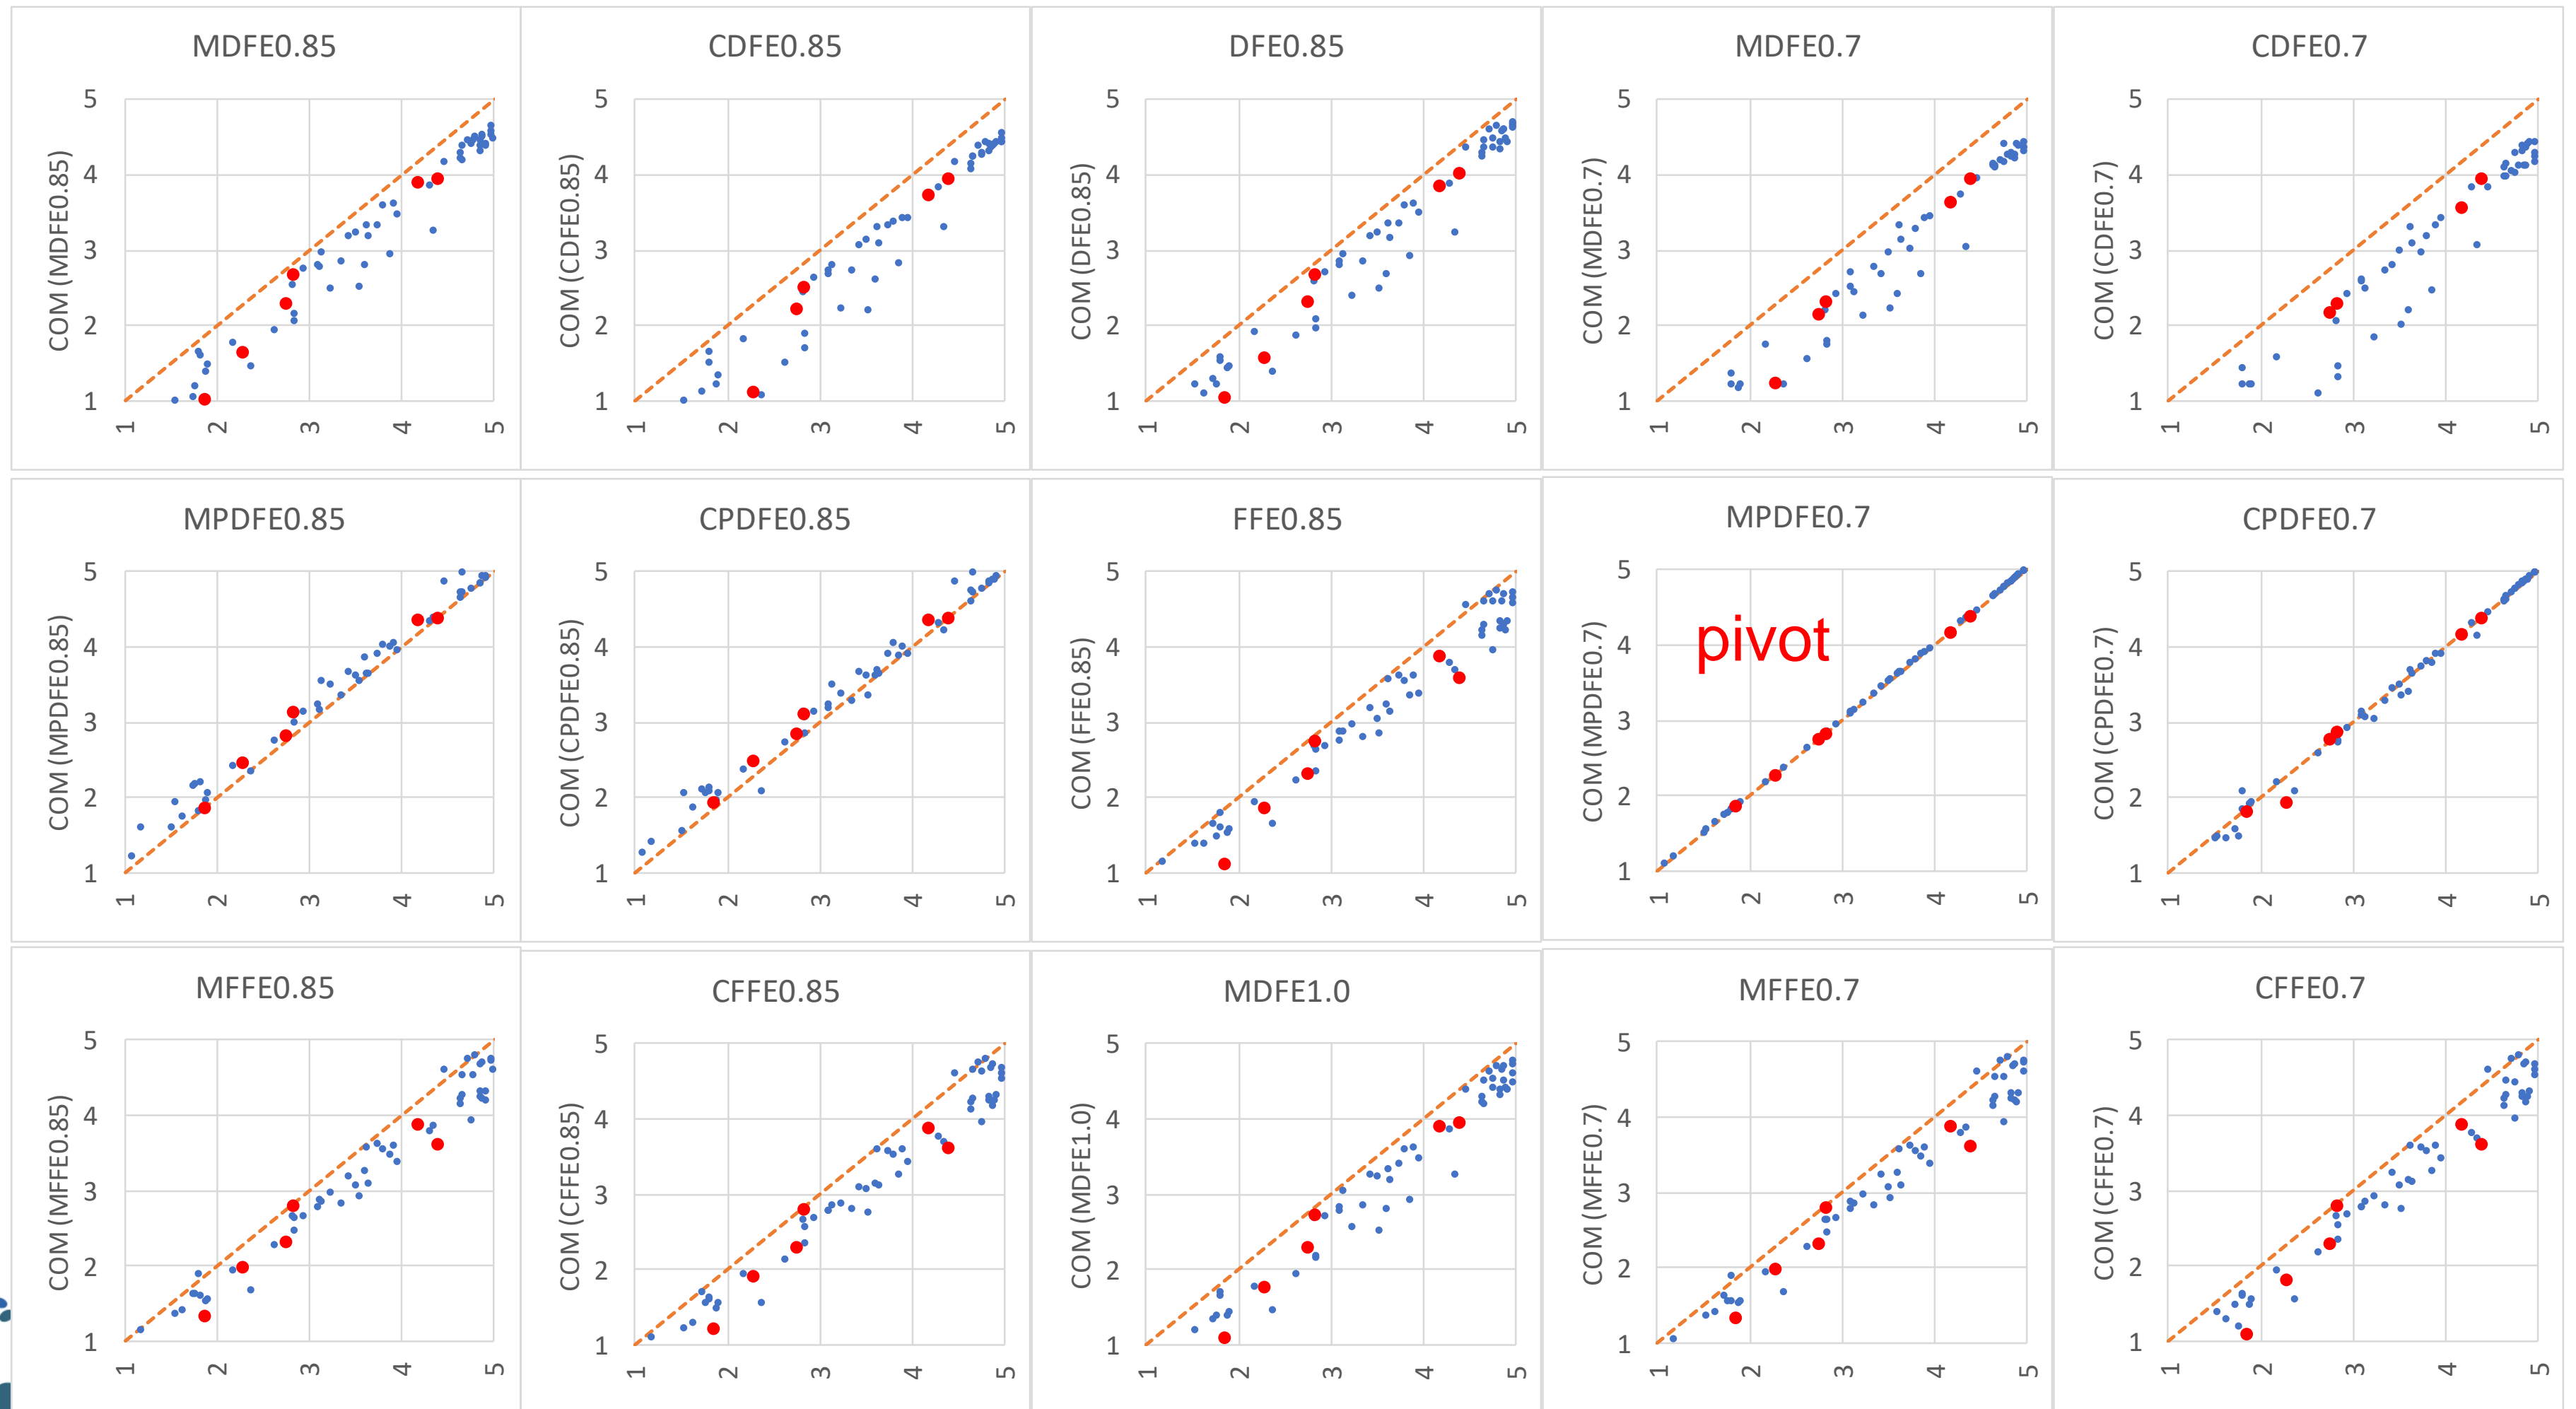 MDFE0.85
COM (MDFE0.85)
5
4
3
2
1
1 2 3 4 5
CDFE0.85
COM (CDFE0.85)
5
4
3
2
1
1 2 3 4 5
DFE0.85
COM (DFE0.85)
5
4
3
2
1
1 2 3 4 5
MDFE0.7
COM (MDFE0.7)
5
4
3
2
1
1 2 3 4 5
CDFE0.7
COM (CDFE0.7)
5
4
3
2
1
1 2 3 4 5
MPDFE0.85
COM (MPDFE0.85)
5
4
3
2
1
1 2 3 4 5
CPDFE0.85
COM (CPDFE0.85)
5
4
3
2
1
1 2 3 4 5
FFE0.85
COM (FFE0.85)
5
4
3
2
1
1 2 3 4 5
MPDFE0.7
COM (MPDFE0.7)
pivot
5
4
3
2
1
1 2 3 4 5
CPDFE0.7
COM (CPDFE0.7)
5
4
3
2
1
1 2 3 4 5
MFFE0.85
COM (MFFE0.85)
5
4
3
2
1
1 2 3 4 5
CFFE0.85
COM (CFFE0.85)
5
4
3
2
1
1 2 3 4 5
MDFE1.0
COM (MDFE1.0)
5
4
3
2
1
1 2 3 4 5
MFFE0.7
COM (MFFE0.7)
5
4
3
2
1
1 2 3 4 5
CFFE0.7
COM (CFFE0.7)
5
4
3
2
1
1 2 3 4 5